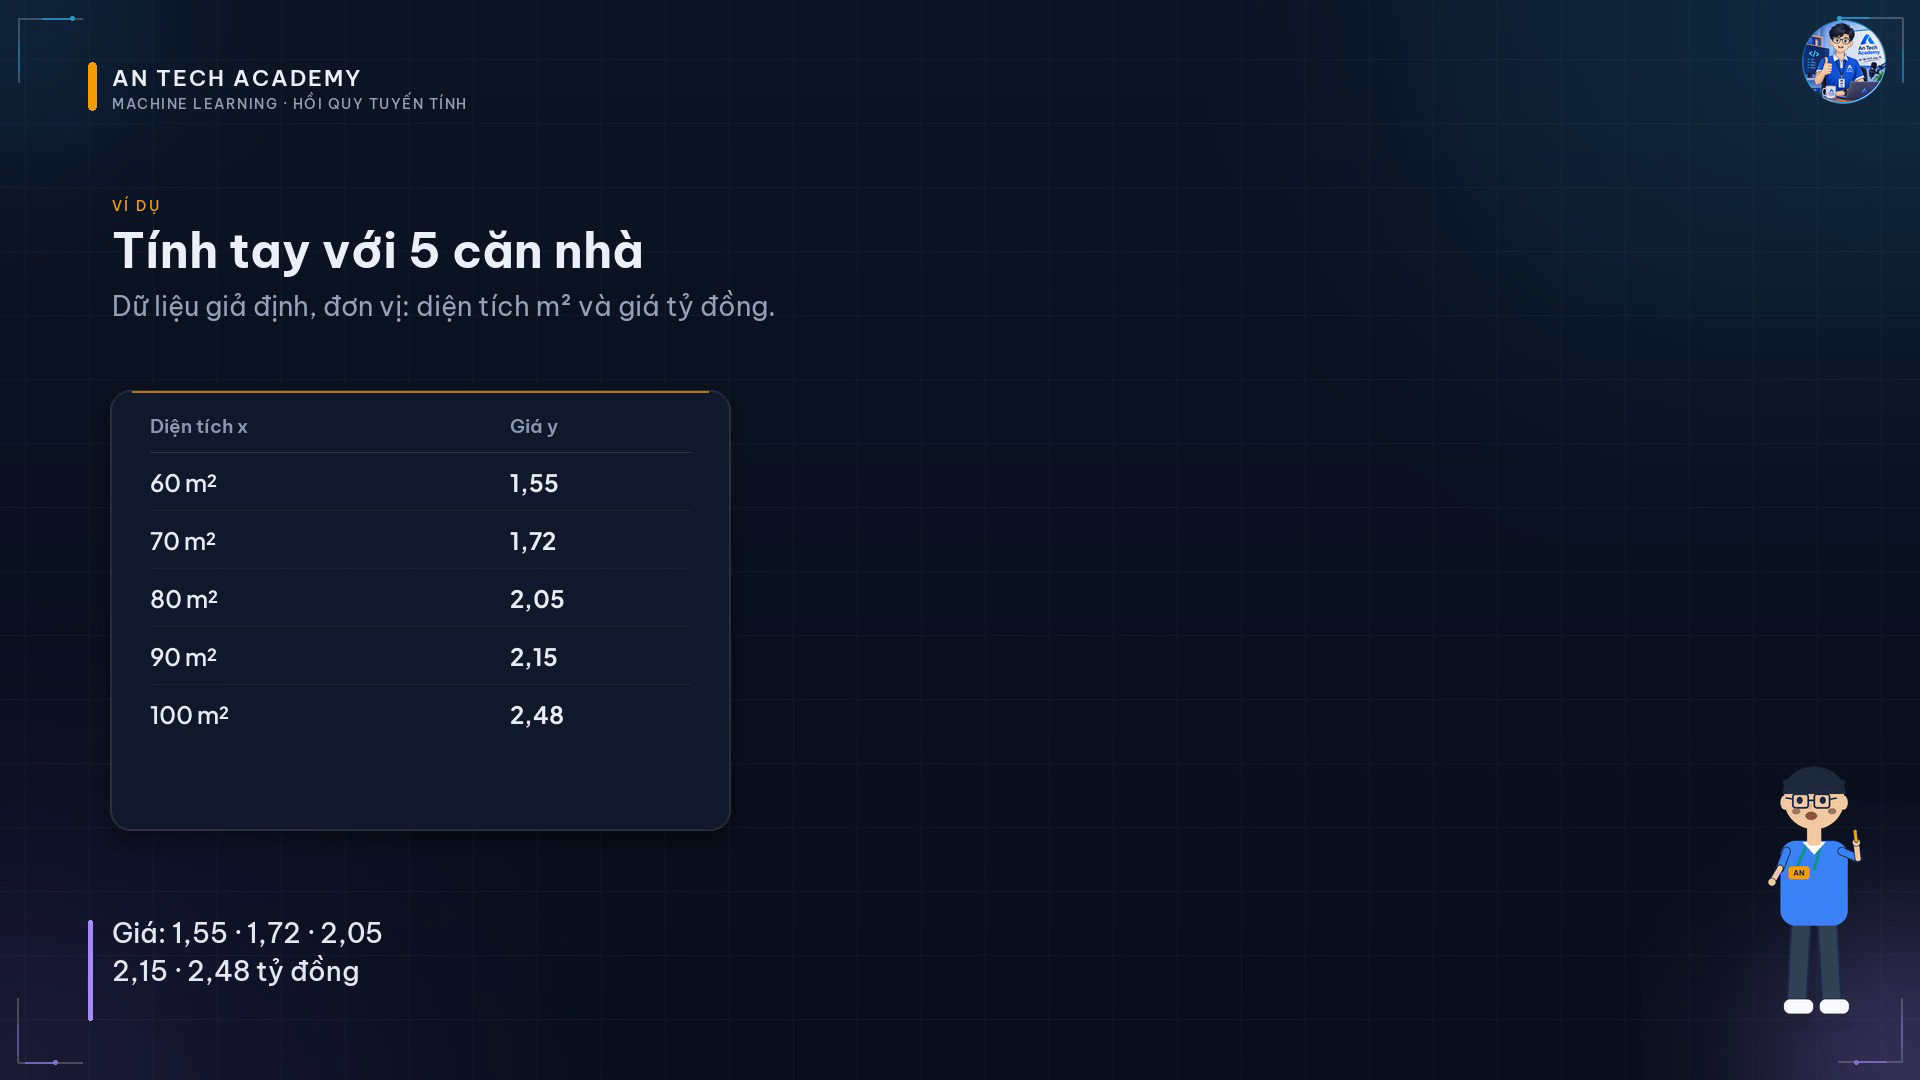 AN TECH ACADEMY
MACHINE LEARNING · HỒI QUY TUYẾN TÍNH
An Tech
Academy
VÍ DỤ
Tính tay với 5 căn nhà
Dữ liệu giả định, đơn vị: diện tích m² và giá tỷ đồng.
Diện tích x Giá y
60 m² 1,55
70 m² 1,72
80 m² 2,05
90 m² 2,15
100 m² 2,48
AN
Giá: 1,55 · 1,72 · 2,05
2,15 · 2,48 tỷ đồng